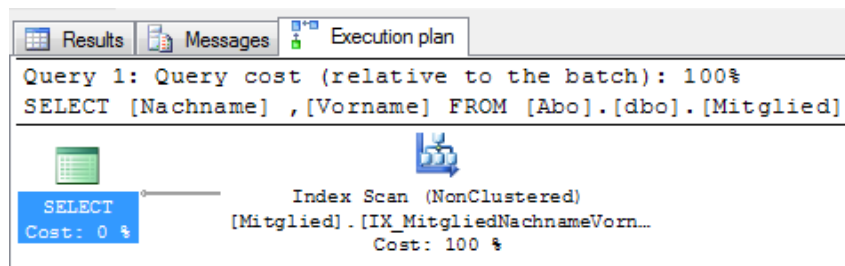 Results Messages Execution plan
Query 1: Query cost (relative to the batch): 100%
SELECT [Nachname] ,[Vorname] FROM [Abo].[dbo].[Mitglied]
SELECT
Cost: 0 %
Index Scan (NonClustered)
[Mitglied].[IX_MitgliedNachnameVorn…
Cost: 100 %